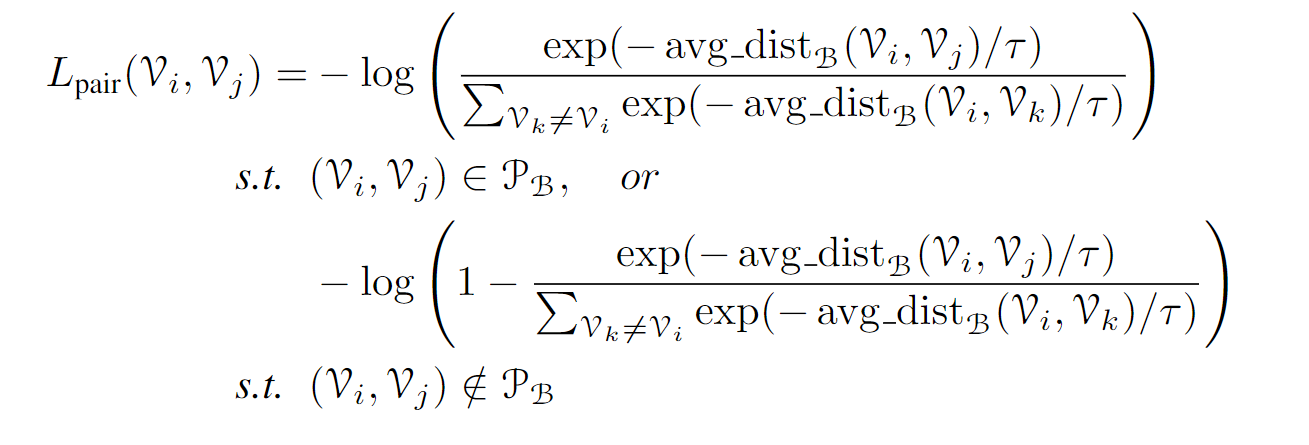 L_pair(𝒱_i, 𝒱_j) = − log ( exp(− avg_dist_ℬ(𝒱_i, 𝒱_j)/τ) / ∑_{𝒱_k≠𝒱_i} exp(− avg_dist_ℬ(𝒱_i, 𝒱_k)/τ) )
s.t. (𝒱_i, 𝒱_j) ∈ 𝒫_ℬ, or
− log ( 1 − exp(− avg_dist_ℬ(𝒱_i, 𝒱_j)/τ) / ∑_{𝒱_k≠𝒱_i} exp(− avg_dist_ℬ(𝒱_i, 𝒱_k)/τ) )
s.t. (𝒱_i, 𝒱_j) ∉ 𝒫_ℬ